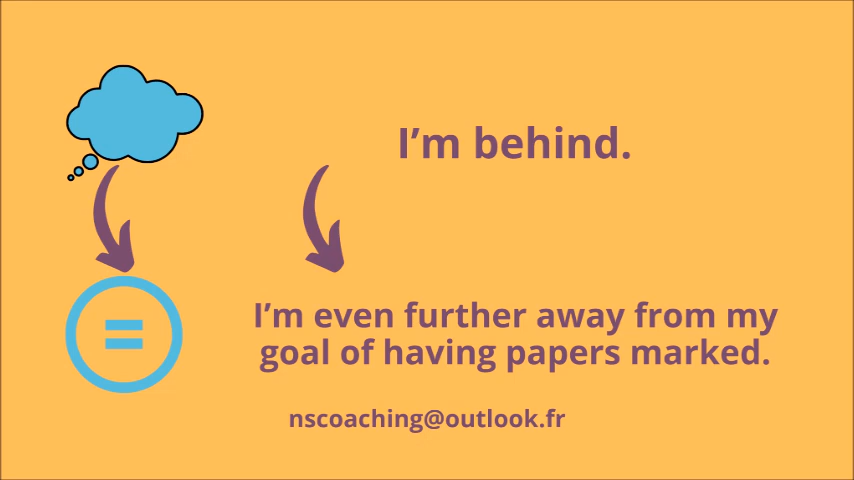 I’m behind.
I’m even further away from my
goal of having papers marked.
nscoaching@outlook.fr